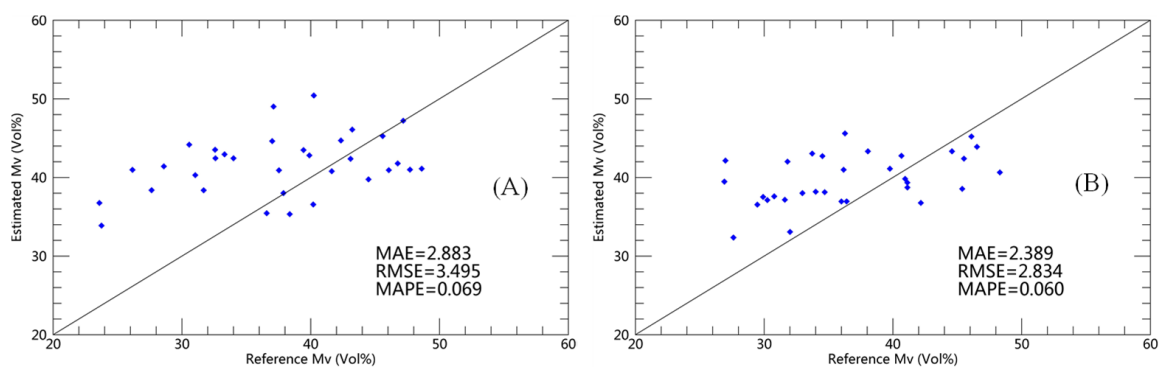 60
50
40
30
20
Estimated Mv (Vol%)
(A)
MAE=2.883
RMSE=3.495
MAPE=0.069
20 30 40 50 60
Reference Mv (Vol%)
60
50
40
30
20
Estimated Mv (Vol%)
(B)
MAE=2.389
RMSE=2.834
MAPE=0.060
20 30 40 50 60
Reference Mv (Vol%)